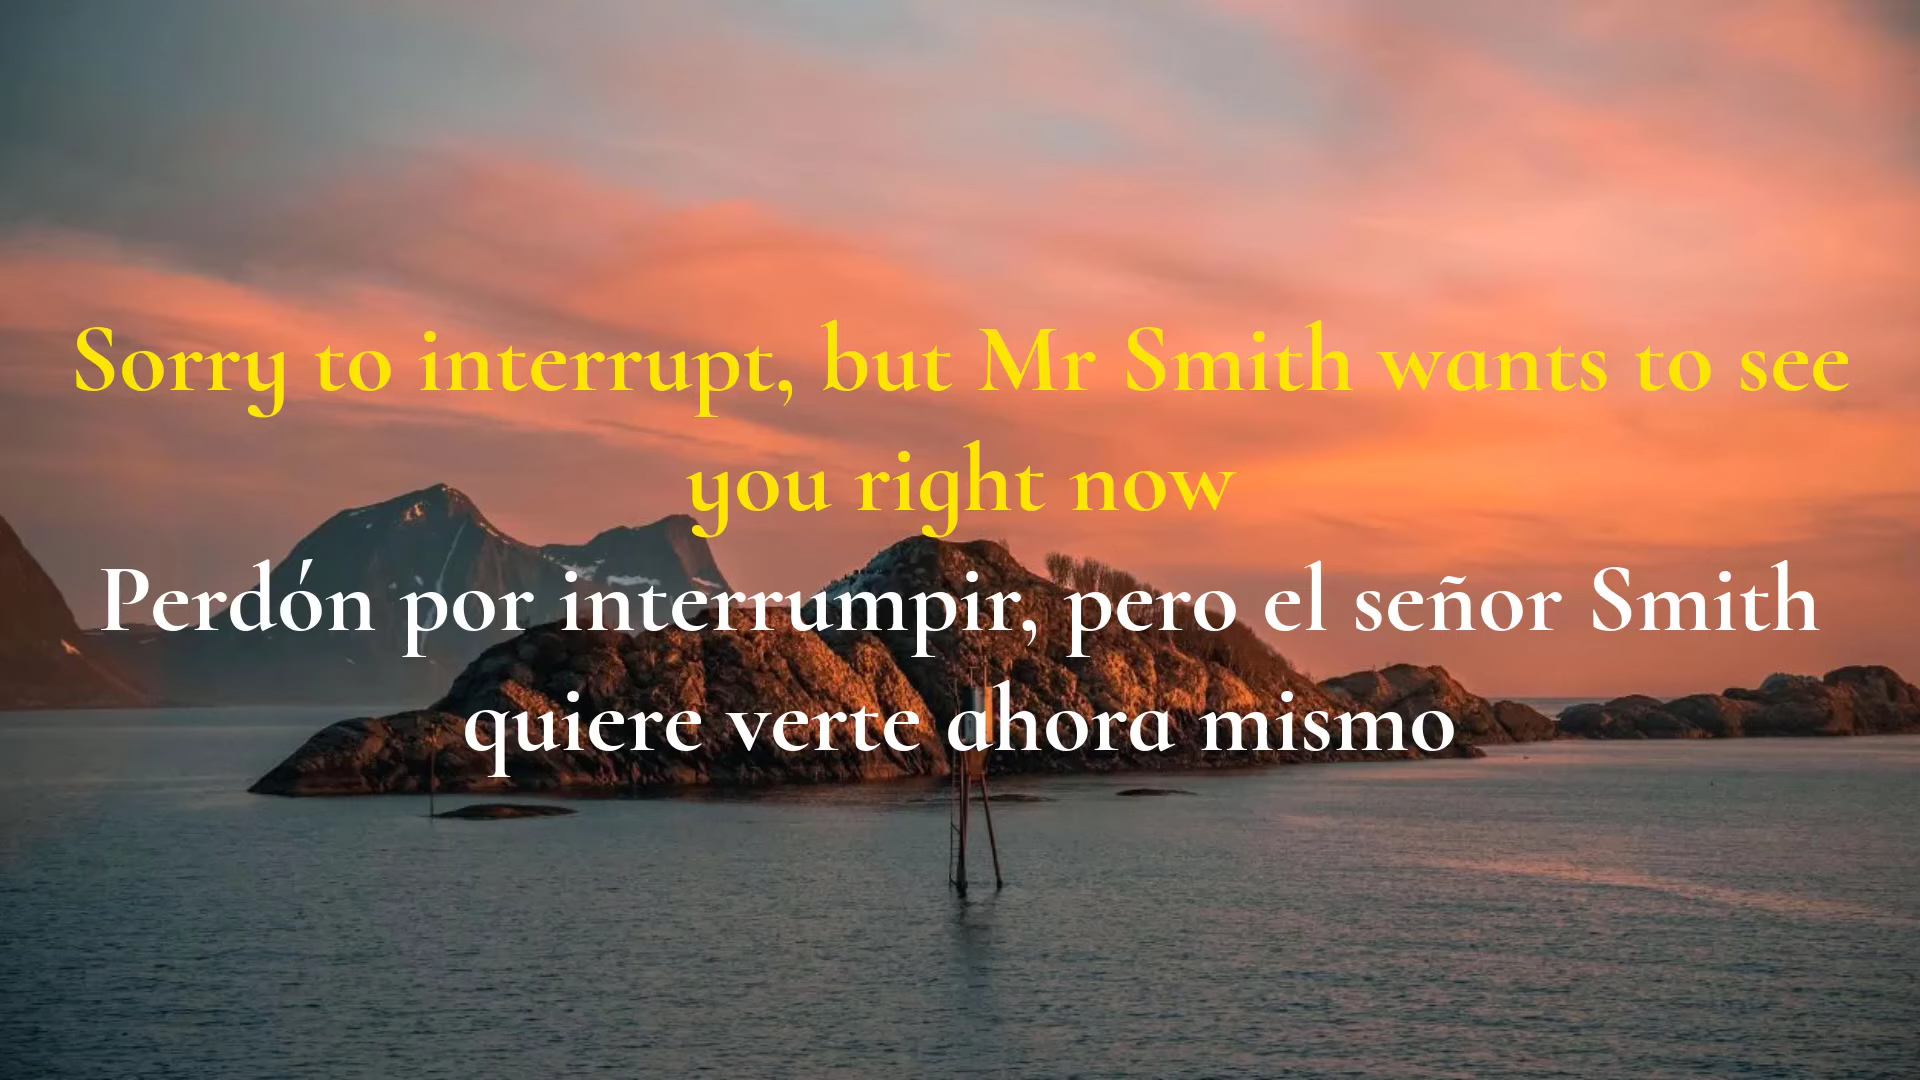 Sorry to interrupt, but Mr Smith wants to see
you right now
Perdón por interrumpir, pero el señor Smith
quiere verte ahora mismo